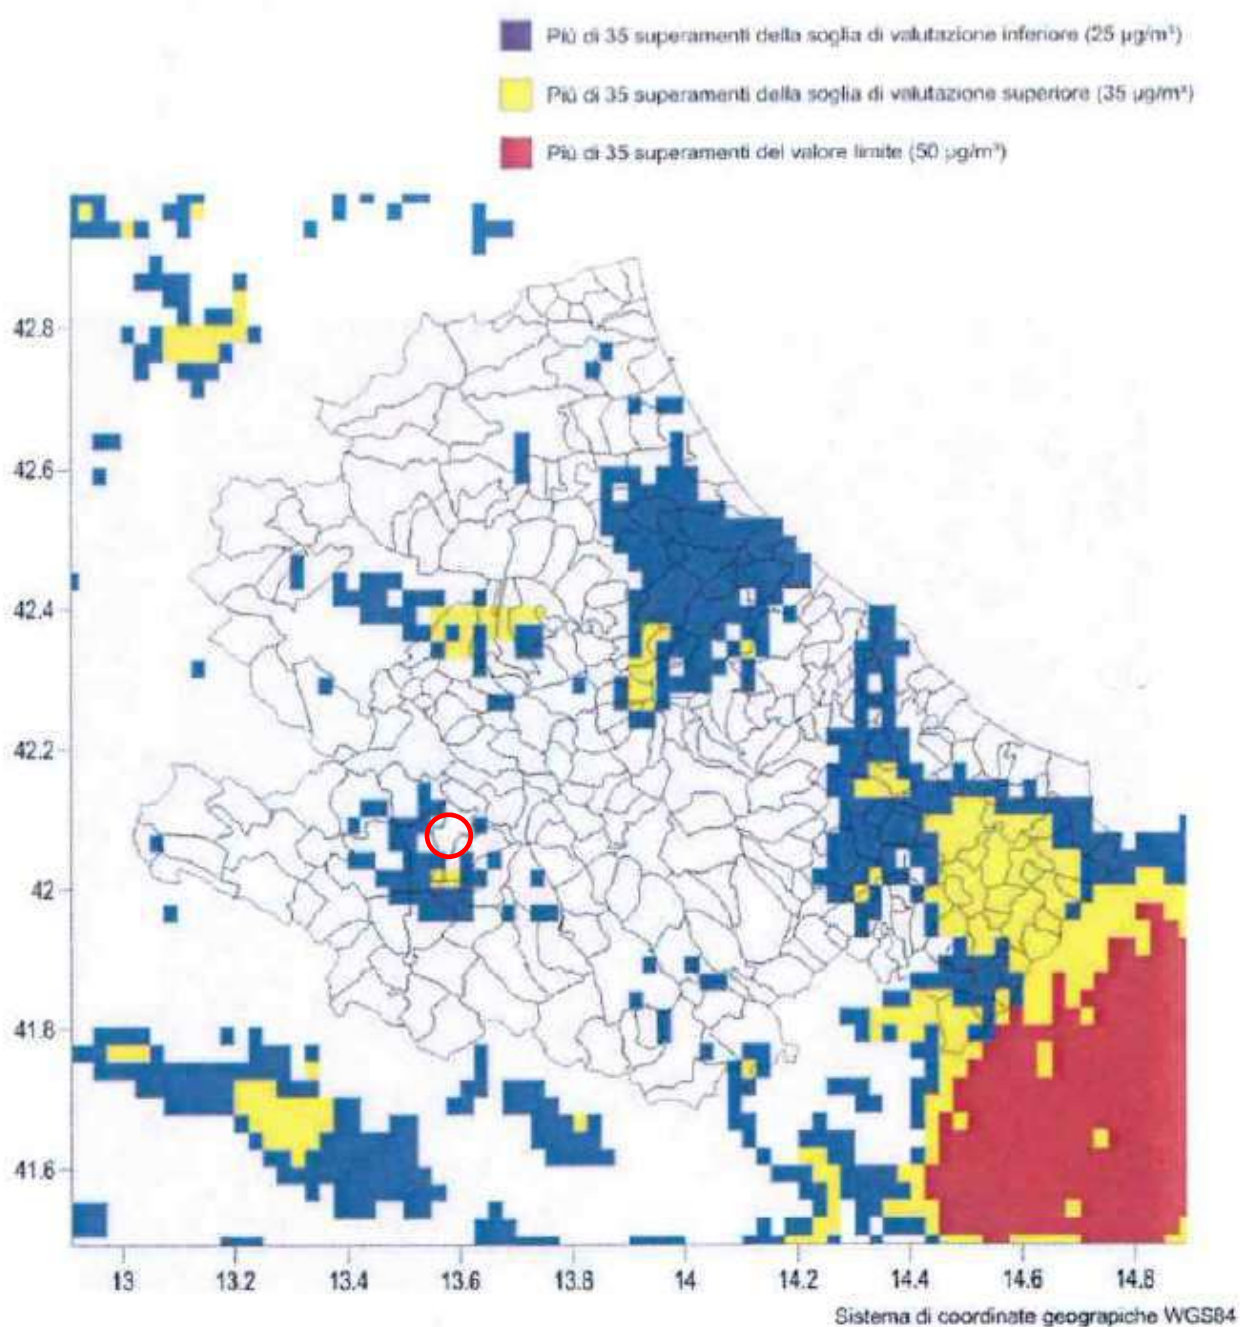 Più di 35 superamenti della soglia di valutazione inferiore (25 µg/m³)
Più di 35 superamenti della soglia di valutazione superiore (35 µg/m³)
Più di 35 superamenti del valore limite (50 µg/m³)
42.8
42.6
42.4
42.2
42
41.8
41.6
13 13.2 13.4 13.6 13.8 14 14.2 14.4 14.6 14.8
Sistema di coordinate geograpiche WGS84